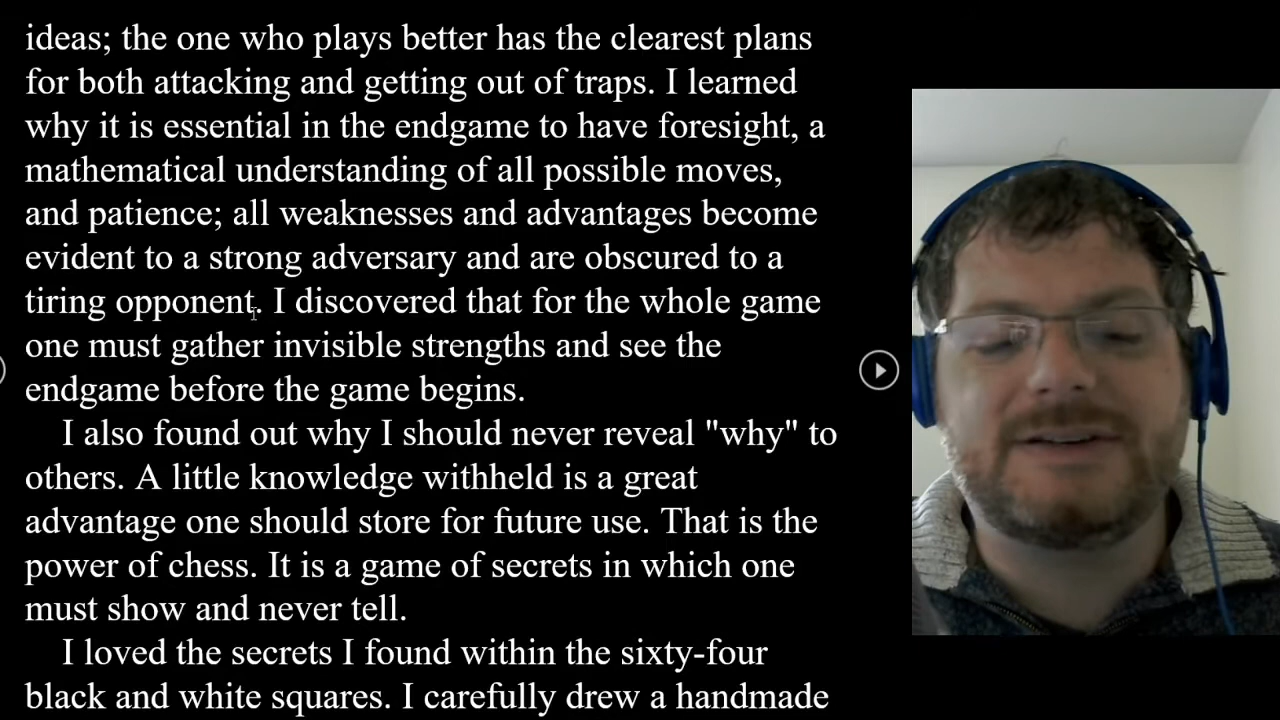 ideas; the one who plays better has the clearest plans
for both attacking and getting out of traps. I learned
why it is essential in the endgame to have foresight, a
mathematical understanding of all possible moves,
and patience; all weaknesses and advantages become
evident to a strong adversary and are obscured to a
tiring opponent. I discovered that for the whole game
one must gather invisible strengths and see the
endgame before the game begins.
I also found out why I should never reveal "why" to
others. A little knowledge withheld is a great
advantage one should store for future use. That is the
power of chess. It is a game of secrets in which one
must show and never tell.
I loved the secrets I found within the sixty-four
black and white squares. I carefully drew a handmade